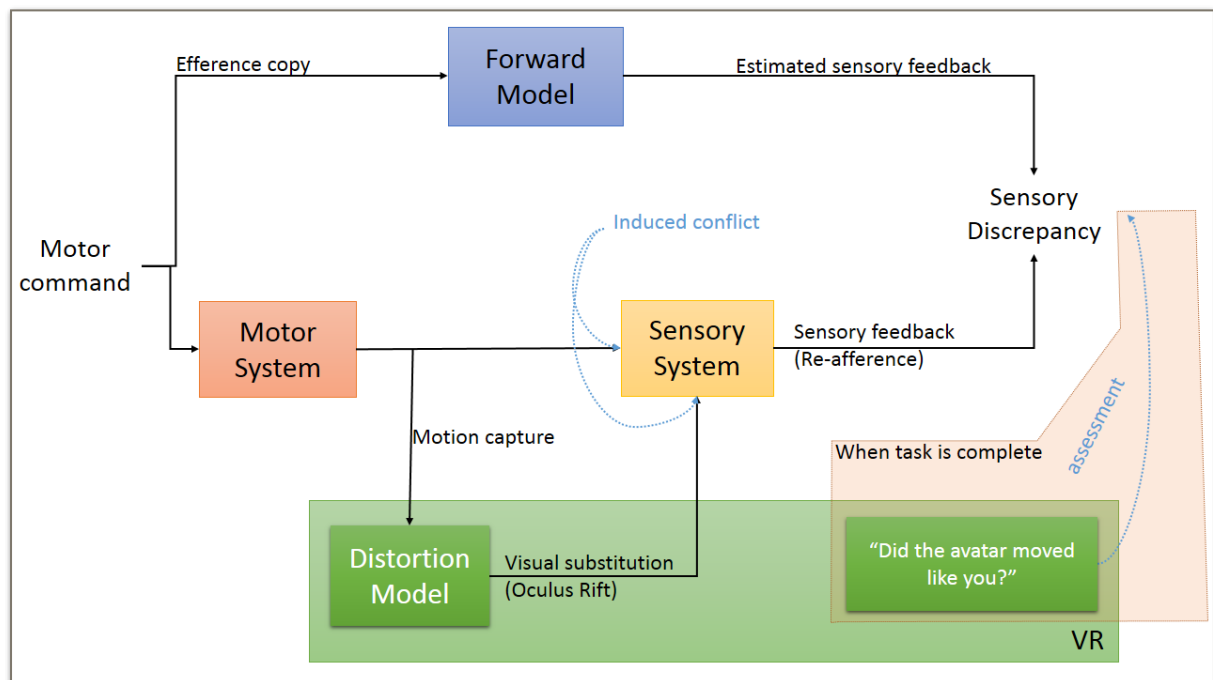 Efference copy
Forward
Model
Estimated sensory feedback
Sensory
Discrepancy
Induced conflict
Motor
command
Motor
System
Sensory
System
Sensory feedback
(Re-afference)
Motion capture
assessment
When task is complete
Distortion
Model
Visual substitution
(Oculus Rift)
“Did the avatar moved
like you?”
VR